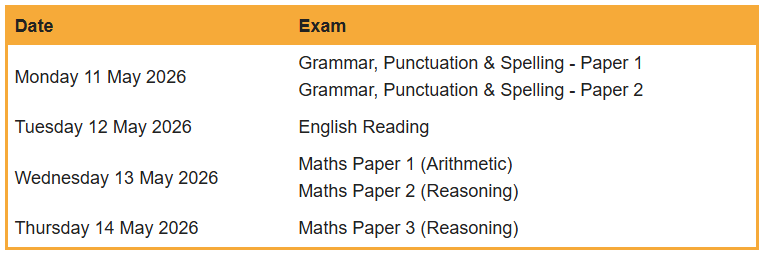 Date Exam
Monday 11 May 2026
Grammar, Punctuation & Spelling - Paper 1
Grammar, Punctuation & Spelling - Paper 2
Tuesday 12 May 2026 English Reading
Wednesday 13 May 2026
Maths Paper 1 (Arithmetic)
Maths Paper 2 (Reasoning)
Thursday 14 May 2026 Maths Paper 3 (Reasoning)